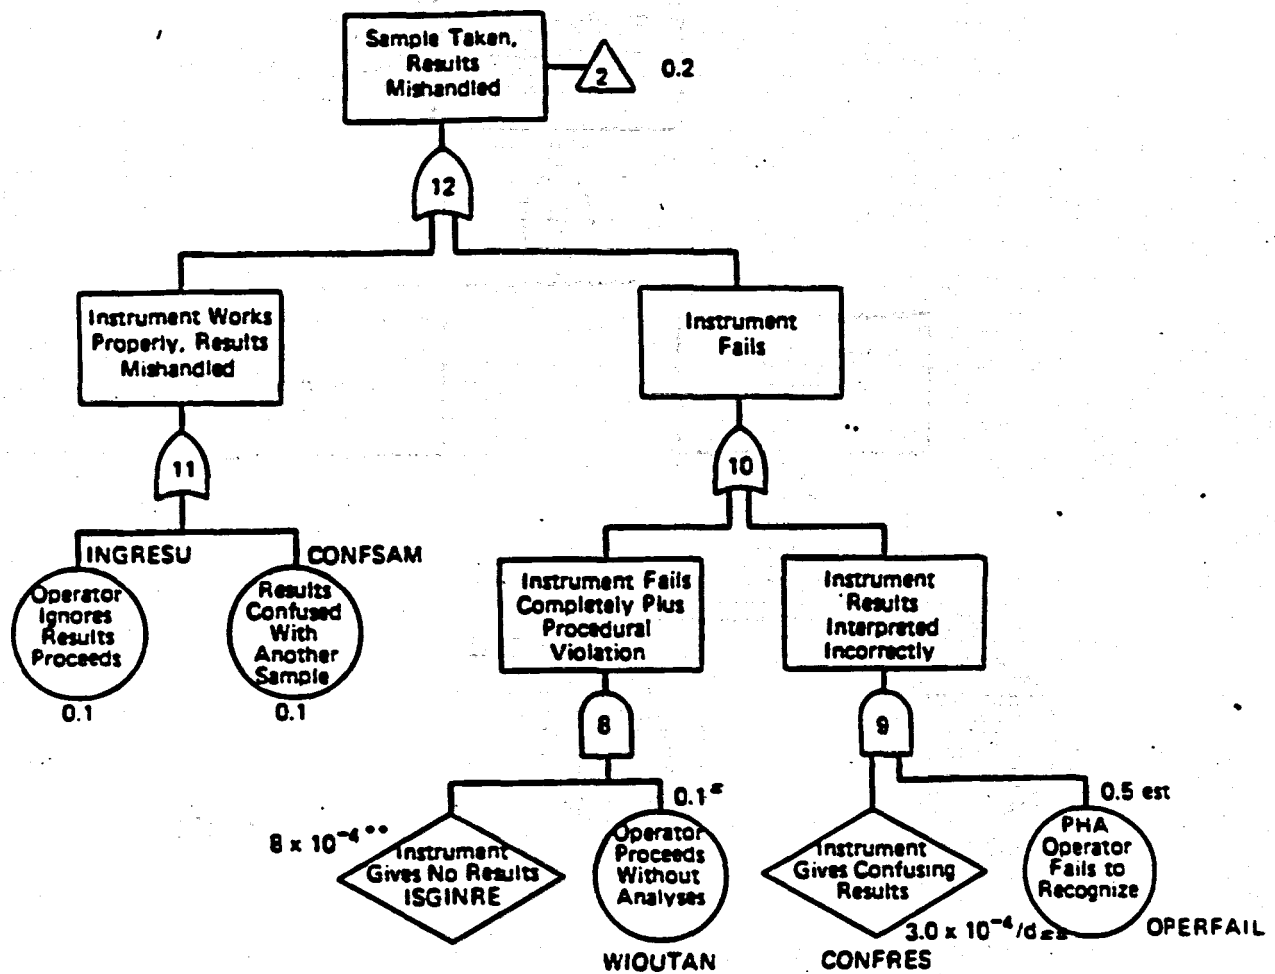 Sample Taken,
Results
Mishandled
2
0.2
12
Instrument Works
Properly, Results
Mishandled
Instrument
Fails
11
10
INGRESU
CONFSAM
Operator
Ignores
Results
Proceeds
0.1
Results
Confused
With
Another
Sample
0.1
Instrument Fails
Completely Plus
Procedural
Violation
Instrument
Results
Interpreted
Incorrectly
8
9
8 x 10⁻⁴ **
Instrument
Gives No Results
ISGINRE
0.1
Operator
Proceeds
Without
Analyses
WIOUTAN
Instrument
Gives Confusing
Results
3.0 x 10⁻⁴/d
CONFRES
0.5 est
PHA
Operator
Fails to
Recognize
OPERFAIL